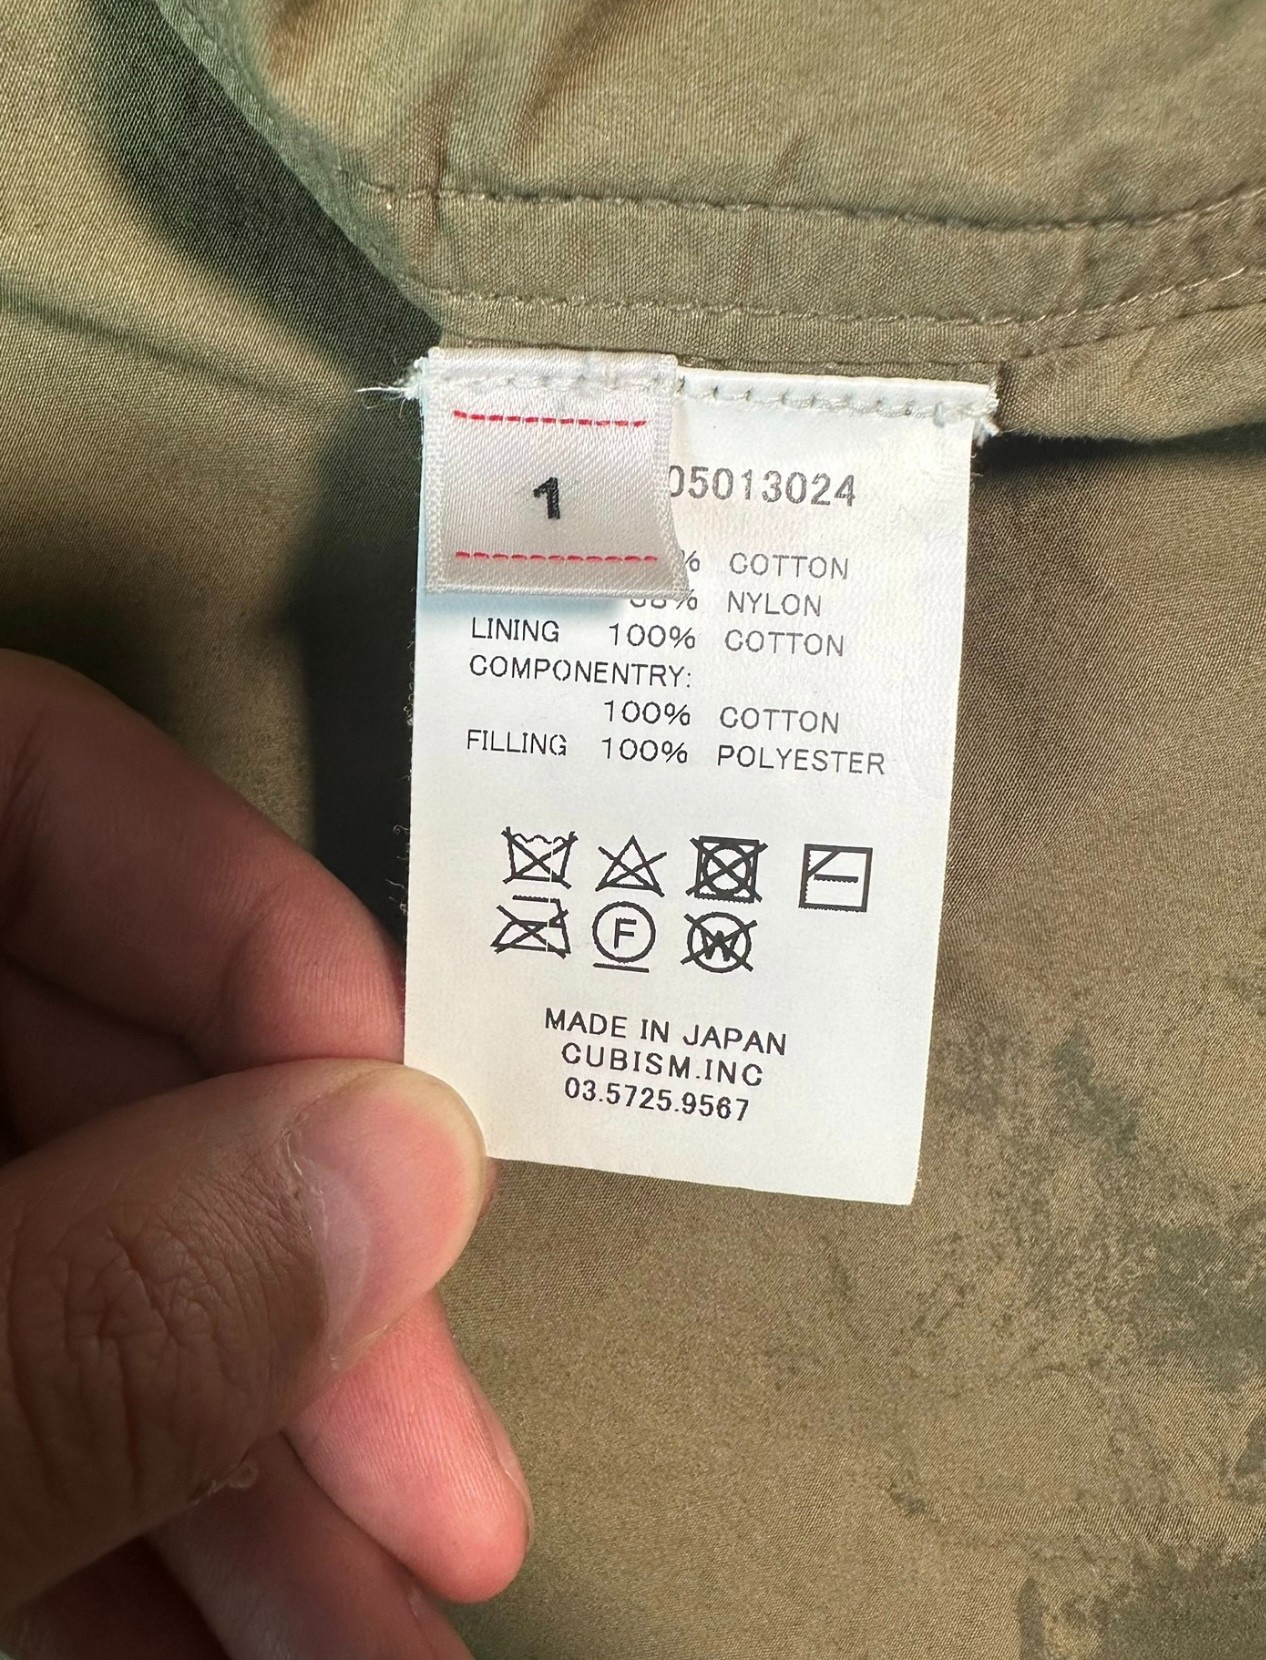 1
05013024
% COTTON
% NYLON
LINING 100% COTTON
COMPONENTRY:
100% COTTON
FILLING 100% POLYESTER
F
W
MADE IN JAPAN
CUBISM.INC
03.5725.9567